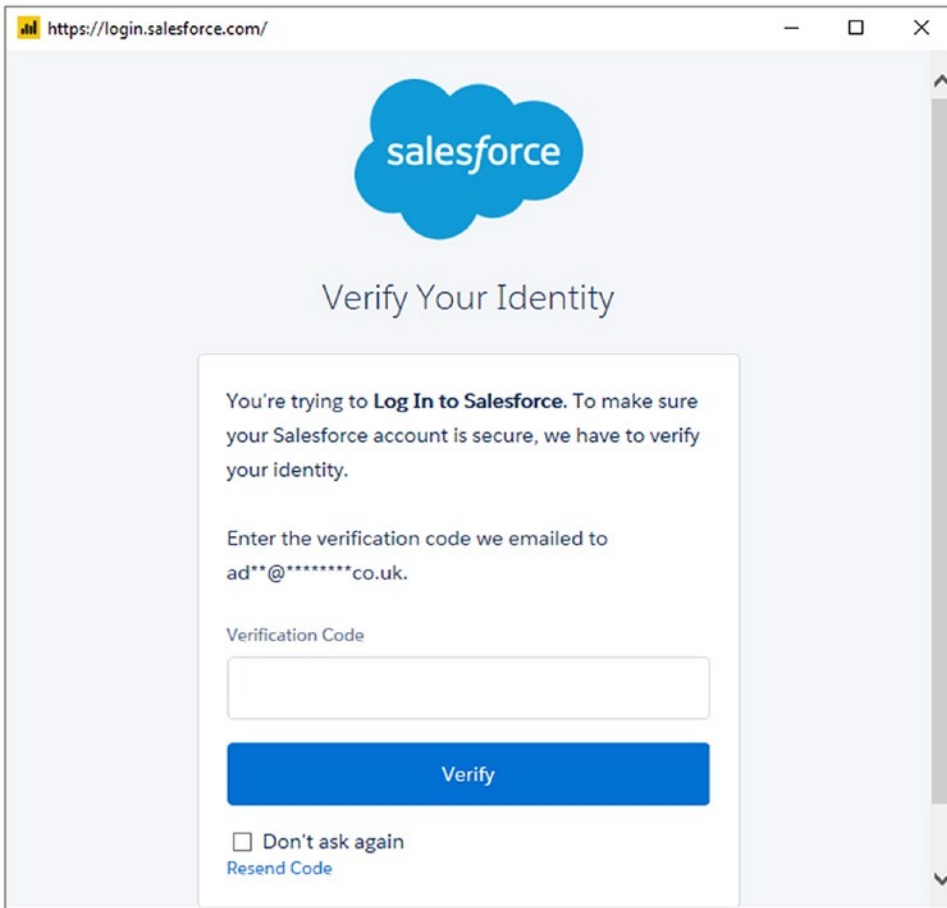 https://login.salesforce.com/
salesforce
Verify Your Identity
You're trying to Log In to Salesforce. To make sure
your Salesforce account is secure, we have to verify
your identity.
Enter the verification code we emailed to
ad**@********co.uk.
Verification Code
Verify
Don't ask again
Resend Code